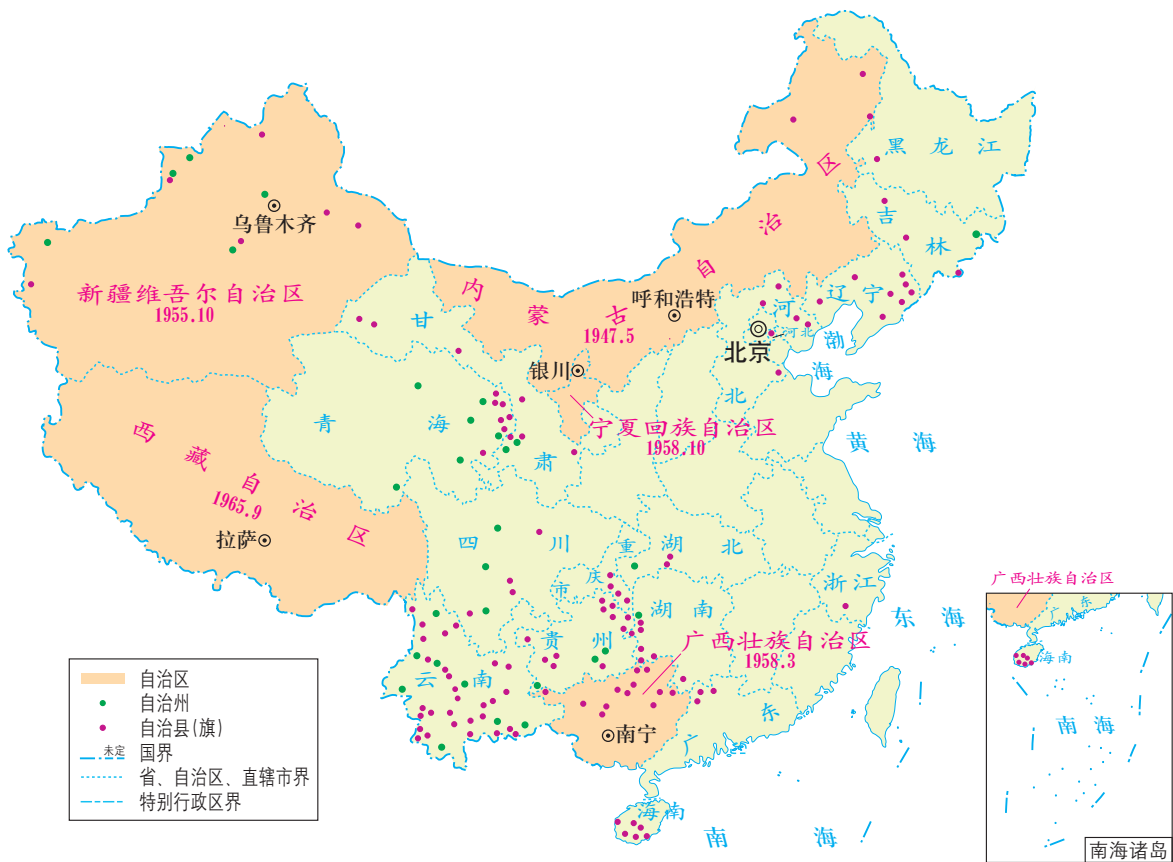 黑龙江
吉林
辽宁
内蒙古自治区
1947.5
呼和浩特
乌鲁木齐
新疆维吾尔自治区
1955.10
甘肃
河北
河北
北京
渤海
银川
宁夏回族自治区
1958.10
青海
黄海
西藏自治区
1965.9
拉萨
四川
重庆市
湖北
浙江
湖南
贵州
东海
云南
广西壮族自治区
1958.3
南宁
广东
海南
南海
自治区
自治州
自治县(旗)
未定 国界
省、自治区、直辖市界
特别行政区界
广西壮族自治区
广东
海南
南海
南海诸岛